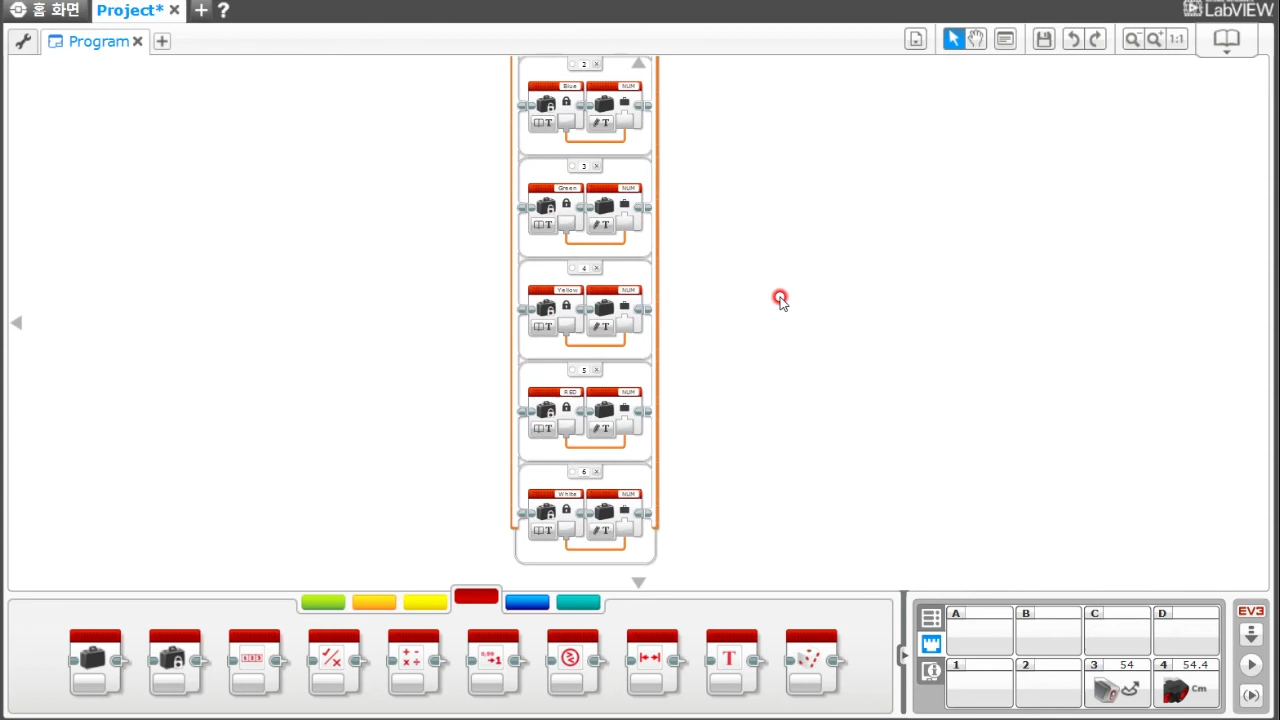 홈 화면 Project* × + ?
LabVIEW
Program × +
1:1
2
Blue NUM
T T
3
Green NUM
T T
4
Yellow NUM
T T
5
RED NUM
T T
6
White NUM
T T
A B C D
EV3
1 2 3 54 4 54.4
Cm
T